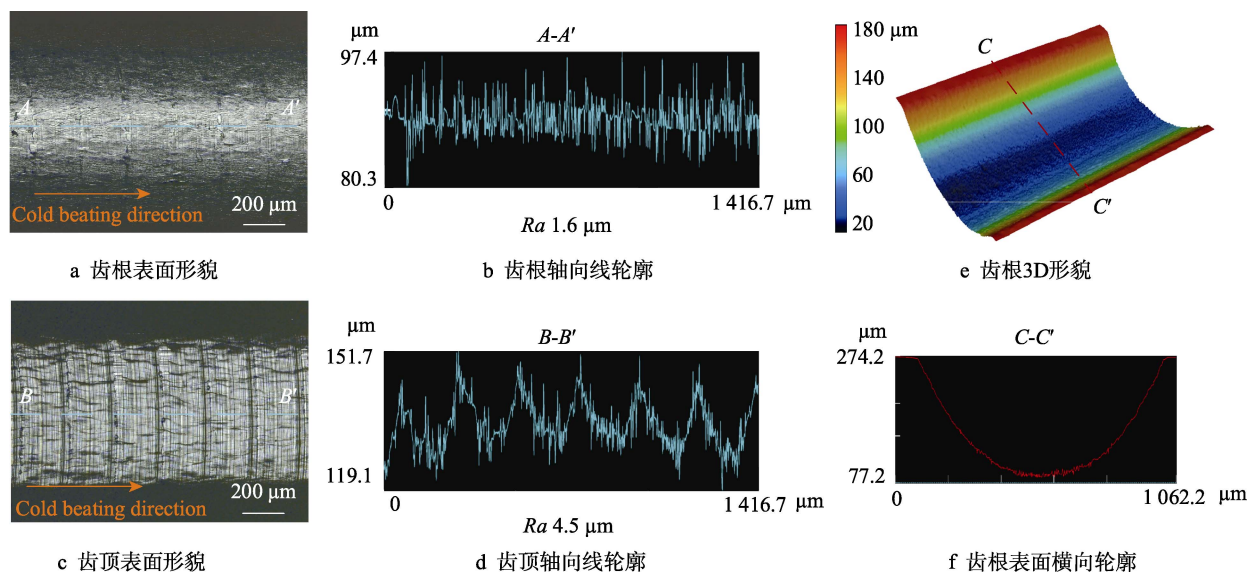 A
A′
Cold beating direction
200 μm
a 齿根表面形貌
μm
A-A′
97.4
80.3
0
1 416.7
μm
Ra 1.6 μm
b 齿根轴向线轮廓
180 μm
140
100
60
20
C
C′
e 齿根3D形貌
B
B′
Cold beating direction
200 μm
c 齿顶表面形貌
μm
B-B′
151.7
119.1
0
1 416.7
μm
Ra 4.5 μm
d 齿顶轴向线轮廓
μm
C-C′
274.2
77.2
0
1 062.2
μm
f 齿根表面横向轮廓